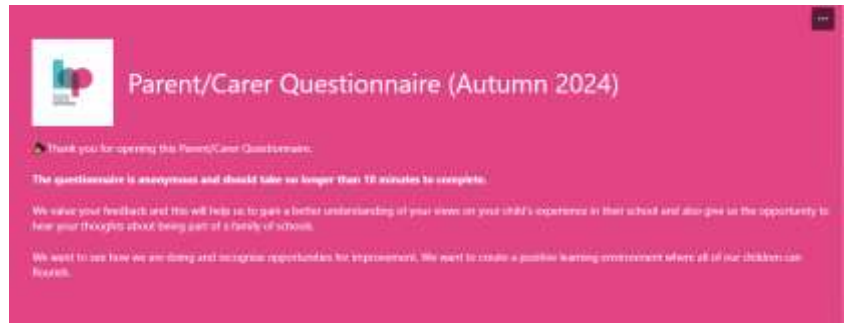 Parent/Carer Questionnaire (Autumn 2024)
Thank you for opening this Parent/Carer Questionnaire.
The questionnaire is anonymous and should take no longer than 10 minutes to complete.
We value your feedback and this will help us to gain a better understanding of your views on your child's experience in their school and also give us the opportunity to
hear your thoughts about being part of a family of schools.
We want to see how we are doing and recognise opportunities for improvement. We want to create a positive learning environment where all of our children can
flourish.